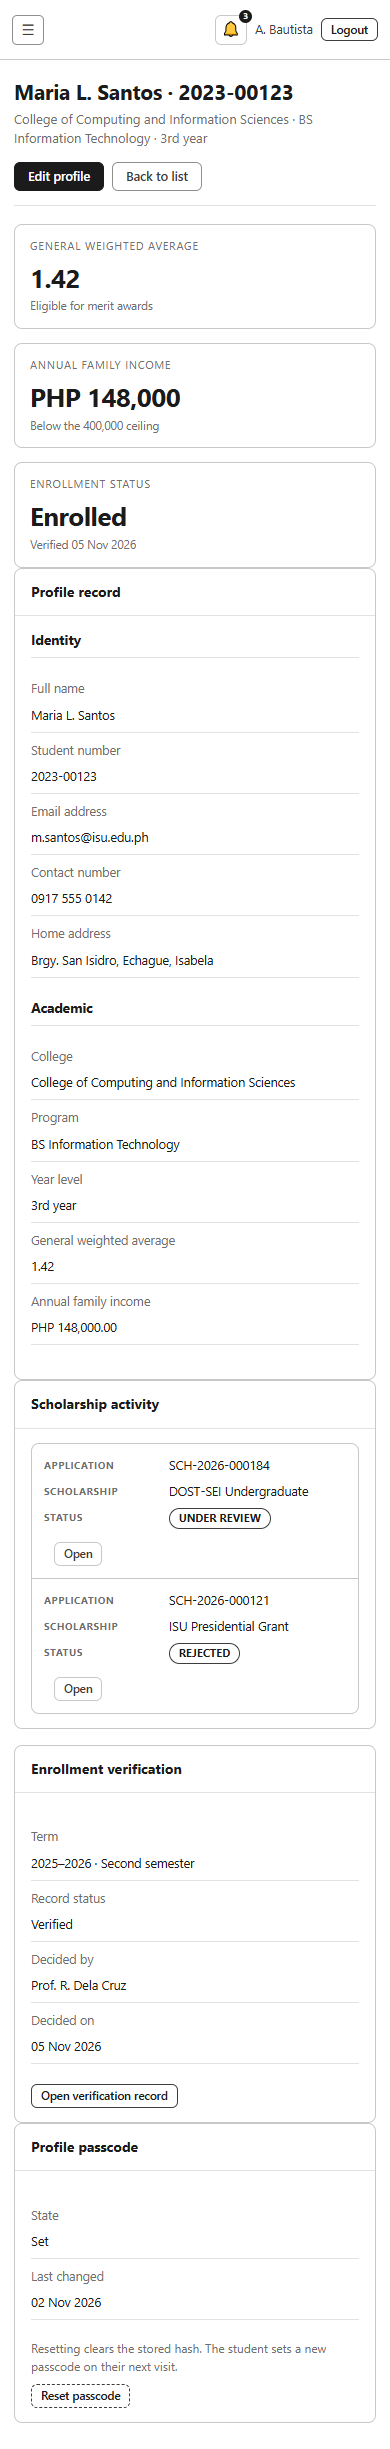 ☰
3
A. Bautista
Logout
Maria L. Santos · 2023-00123
College of Computing and Information Sciences · BS
Information Technology · 3rd year
Edit profile
Back to list
GENERAL WEIGHTED AVERAGE
1.42
Eligible for merit awards
ANNUAL FAMILY INCOME
PHP 148,000
Below the 400,000 ceiling
ENROLLMENT STATUS
Enrolled
Verified 05 Nov 2026
Profile record
Identity
Full name
Maria L. Santos
Student number
2023-00123
Email address
m.santos@isu.edu.ph
Contact number
0917 555 0142
Home address
Brgy. San Isidro, Echague, Isabela
Academic
College
College of Computing and Information Sciences
Program
BS Information Technology
Year level
3rd year
General weighted average
1.42
Annual family income
PHP 148,000.00
Scholarship activity
APPLICATION SCH-2026-000184
SCHOLARSHIP DOST-SEI Undergraduate
STATUS UNDER REVIEW
Open
APPLICATION SCH-2026-000121
SCHOLARSHIP ISU Presidential Grant
STATUS REJECTED
Open
Enrollment verification
Term
2025–2026 · Second semester
Record status
Verified
Decided by
Prof. R. Dela Cruz
Decided on
05 Nov 2026
Open verification record
Profile passcode
State
Set
Last changed
02 Nov 2026
Resetting clears the stored hash. The student sets a new
passcode on their next visit.
Reset passcode